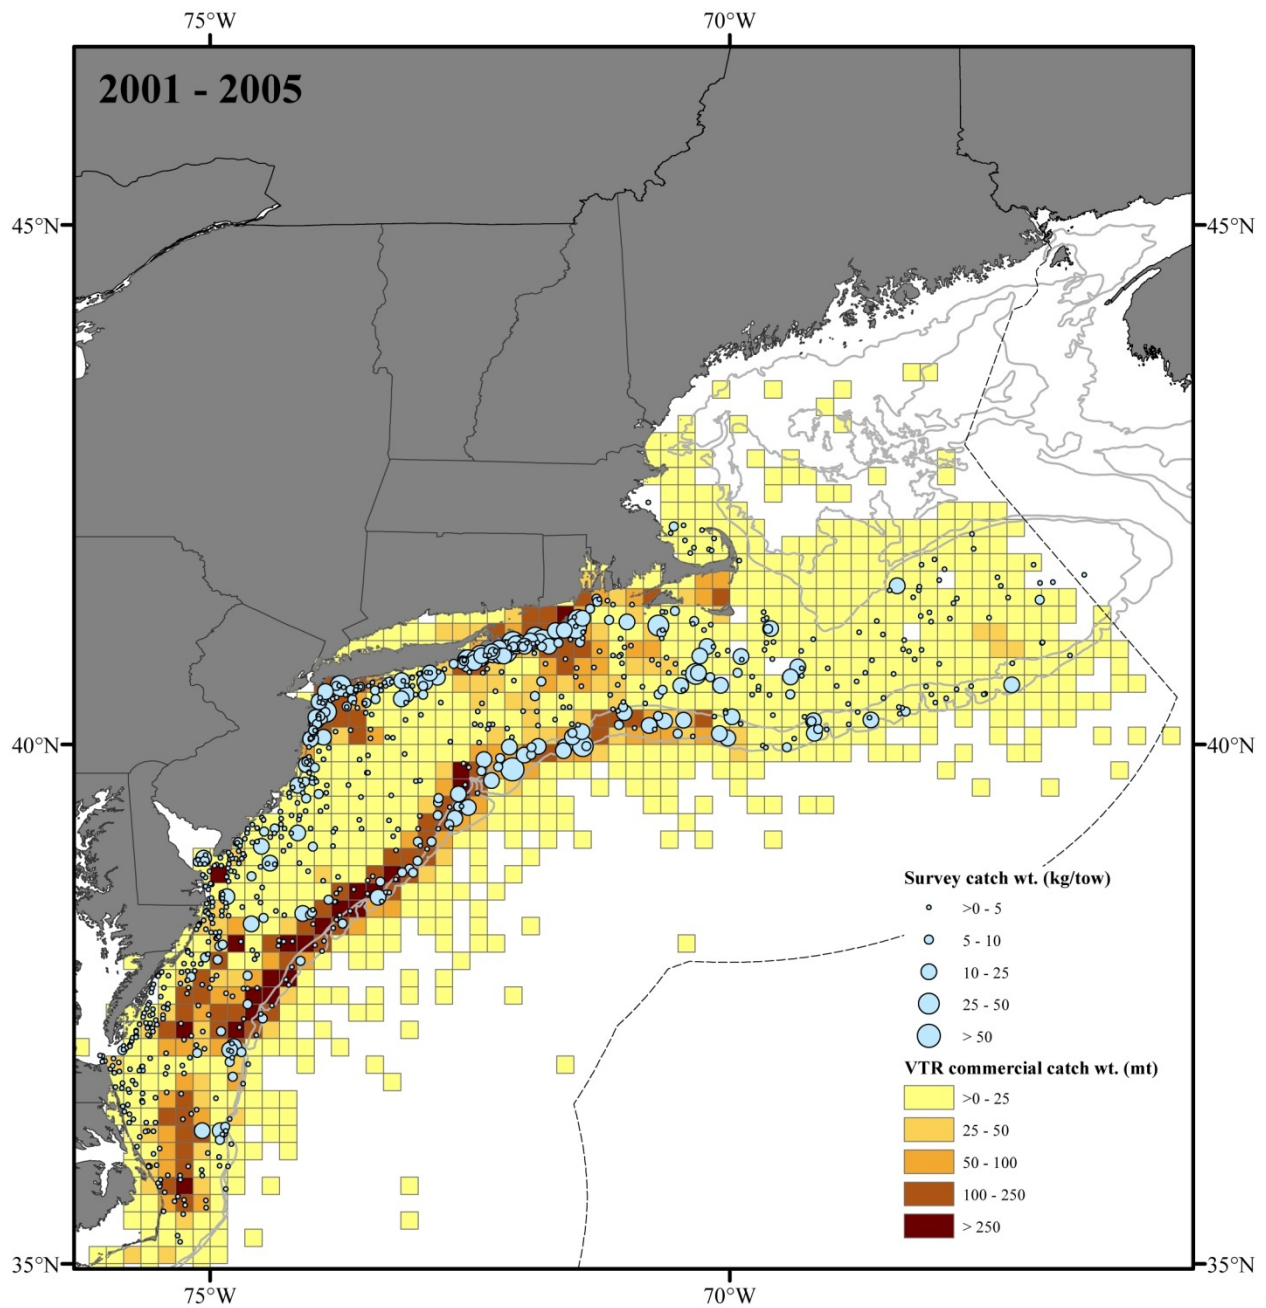 75°W 70°W
2001 - 2005
45°N 45°N
40°N 40°N
Survey catch wt. (kg/tow)
>0 - 5
5 - 10
10 - 25
25 - 50
> 50
VTR commercial catch wt. (mt)
>0 - 25
25 - 50
50 - 100
100 - 250
> 250
35°N 35°N
75°W 70°W